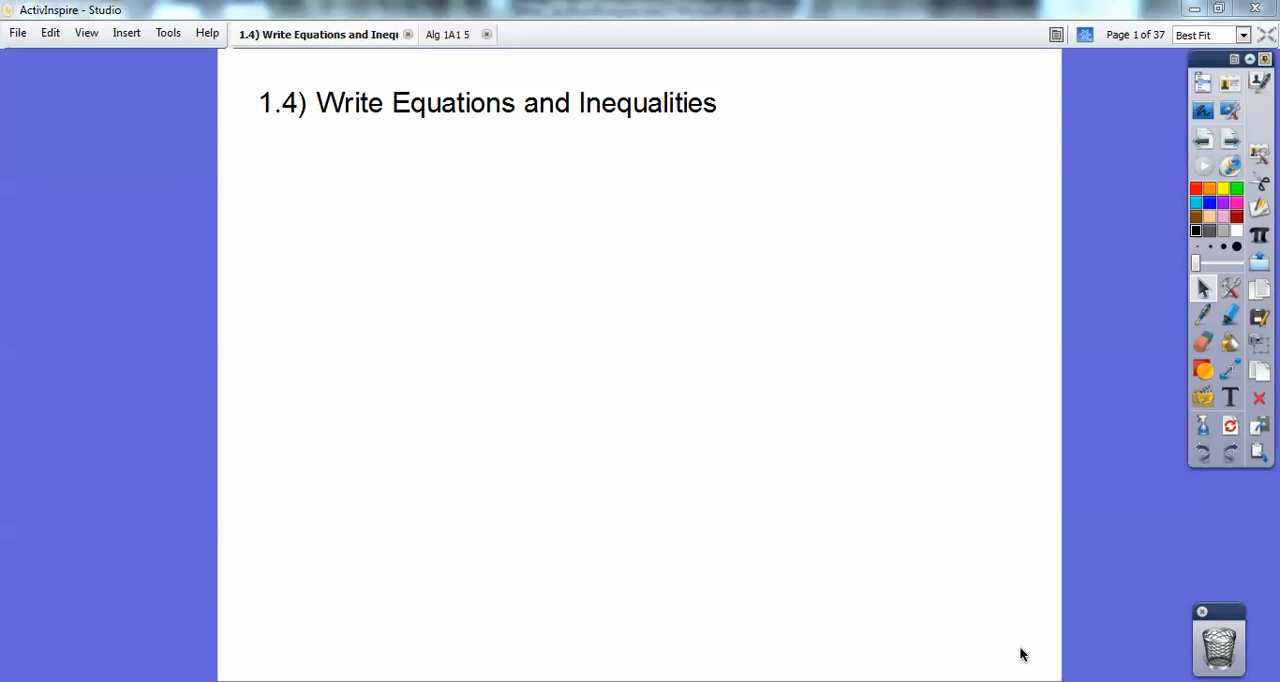 ActivInspire - Studio
File Edit View Insert Tools Help
1.4) Write Equations and Inequ Alg 1A1 5 Page 1 of 37 Best Fit
1.4) Write Equations and Inequalities
T